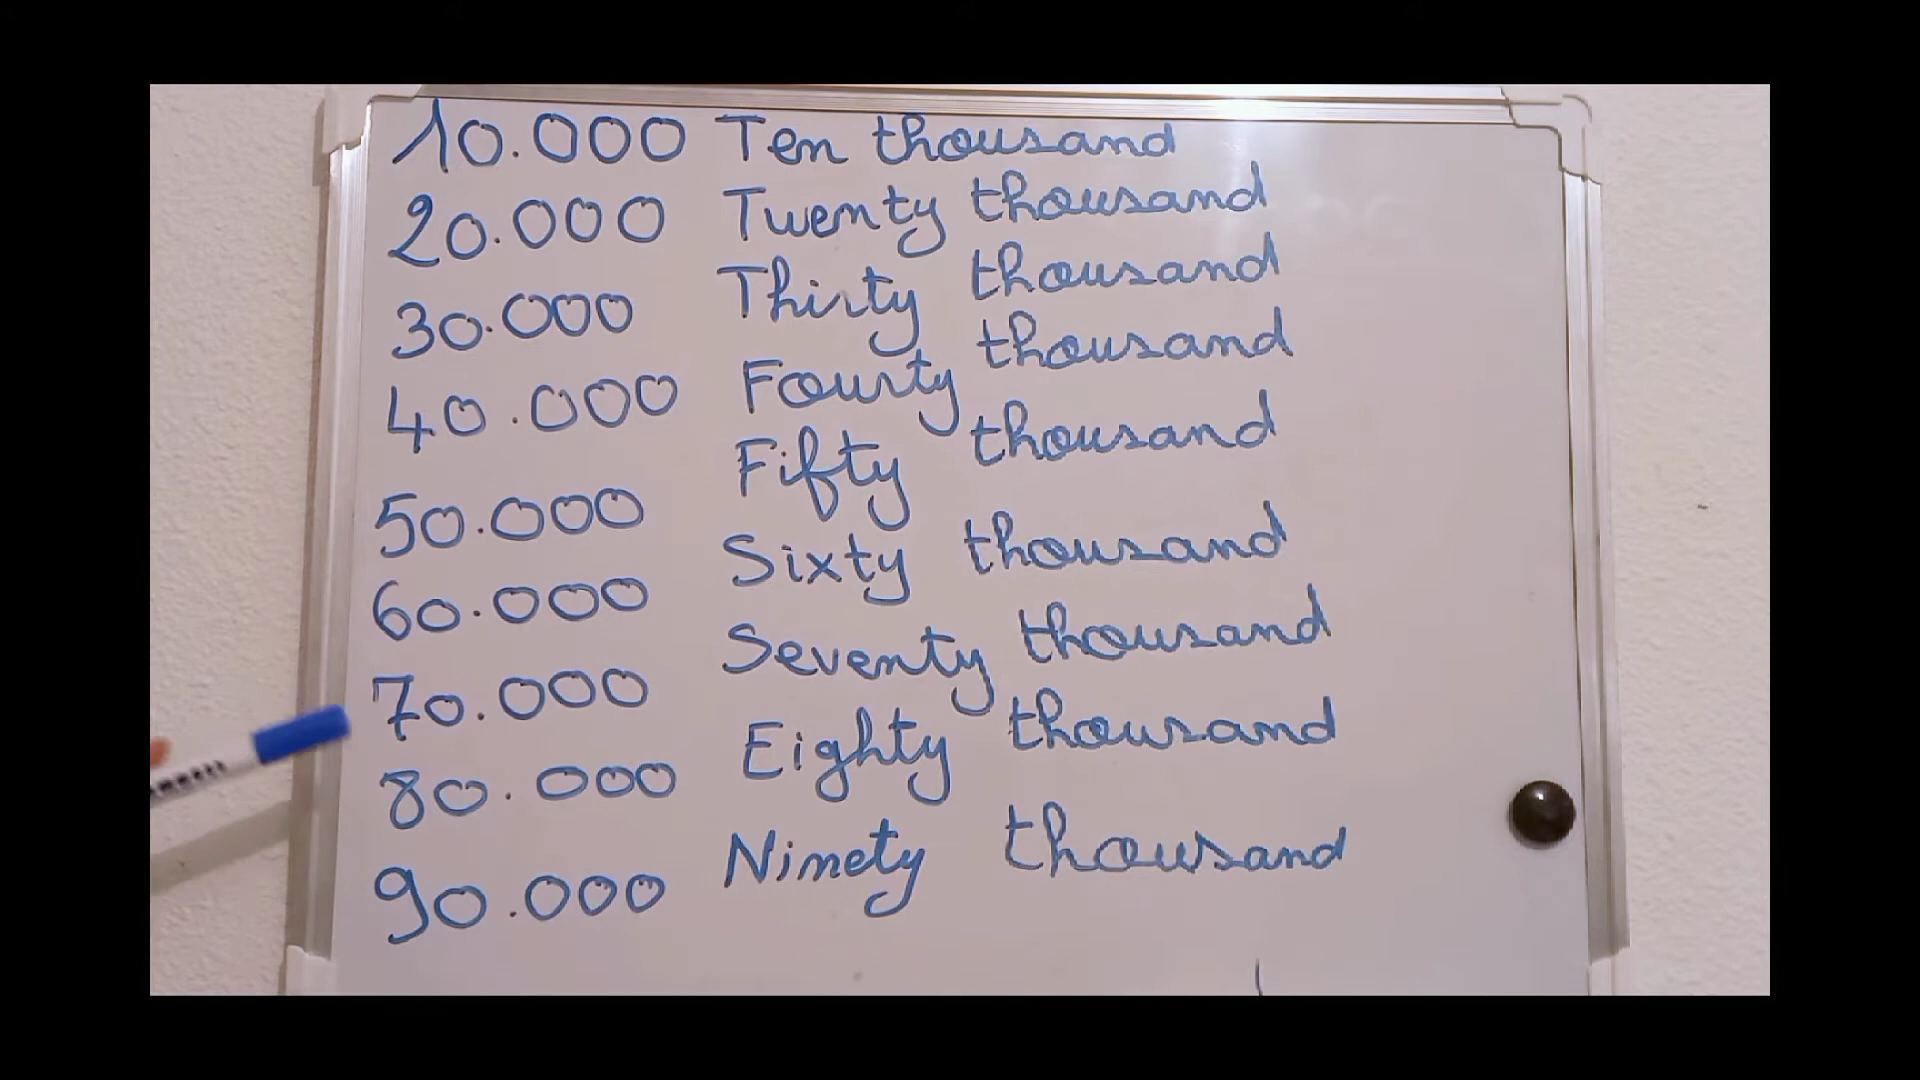 10.000 Ten thousand
20.000 Twenty thousand
30.000 Thirty thousand
40.000 Fourty thousand
50.000 Fifty thousand
60.000 Sixty thousand
70.000 Seventy thousand
80.000 Eighty thousand
90.000 Ninety thousand